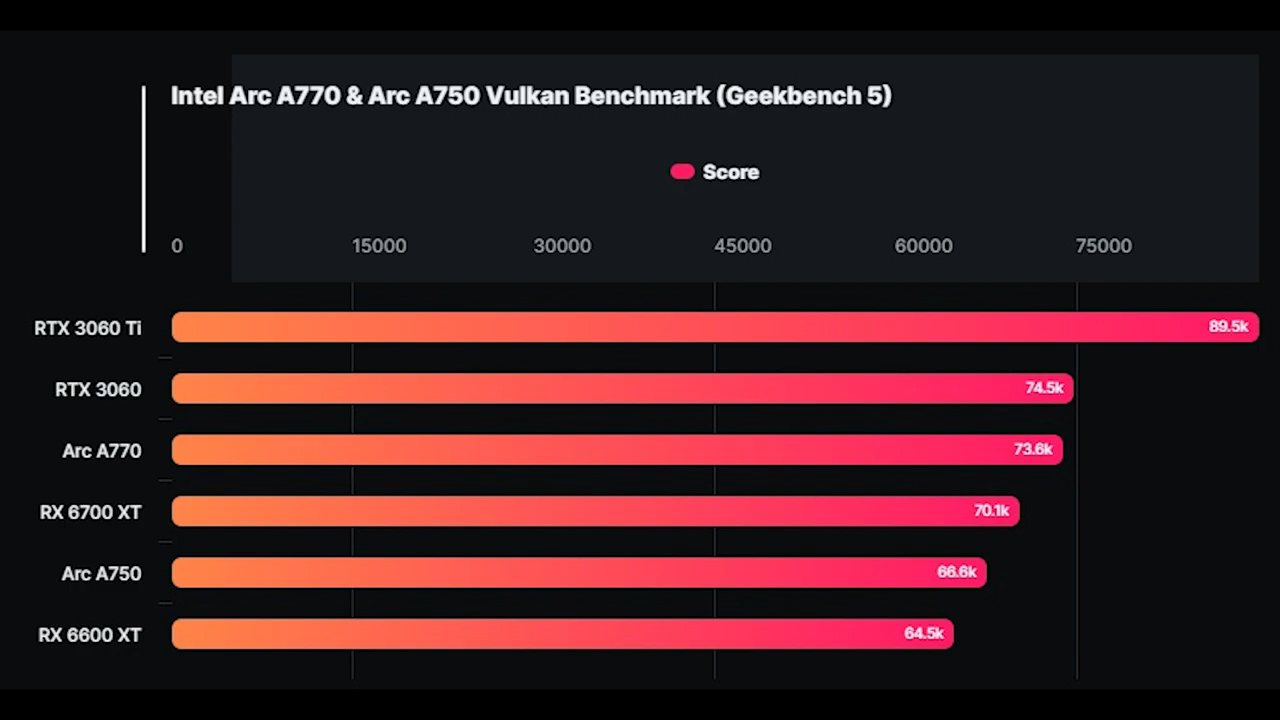 Intel Arc A770 & Arc A750 Vulkan Benchmark (Geekbench 5)
Score
0 15000 30000 45000 60000 75000
RTX 3060 Ti 89.5k
RTX 3060 74.5k
Arc A770 73.6k
RX 6700 XT 70.1k
Arc A750 66.6k
RX 6600 XT 64.5k